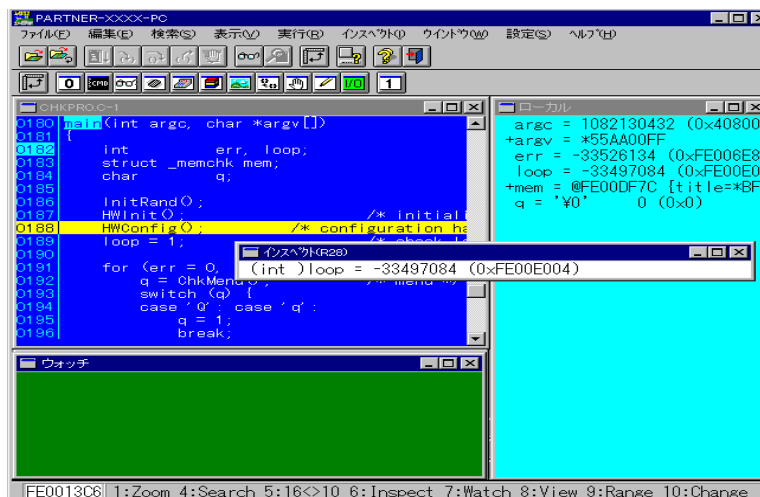 PARTNER-XXXX-PC
ファイル(F) 編集(E) 検索(S) 表示(V) 実行(R) インスペクト(I) ウインドウ(W) 設定(S) ヘルプ(H)
0 CMD I/O 1
CHKPRO.C-1
0180 main(int argc, char *argv[])
0181 {
0182 int err, loop;
0183 struct _memchk mem;
0184 char q;
0185
0186 InitRand();
0187 HWInit(); /* initiali
0188 HWConfig(); /* configuration ha
0189 loop = 1; /* check
0190
0191 for (err = 0,
0192 q = ChkMenu(); /* menu */
0193 switch (q) {
0194 case 'Q': case 'q':
0195 q = 1;
0196 break;
ローカル
argc = 1082130432 (0x40800
+argv = *55AA00FF
err = -33526134 (0xFE006E8
loop = -33497084 (0xFE00E0
+mem = @FE00DF7C {title=*BF
q = '¥0' 0 (0x0)
インスペクト(R28)
(int )loop = -33497084 (0xFE00E004)
ウォッチ
FE0013C6 1:Zoom 4:Search 5:16<>10 6:Inspect 7:Watch 8:View 9:Range 10:Change